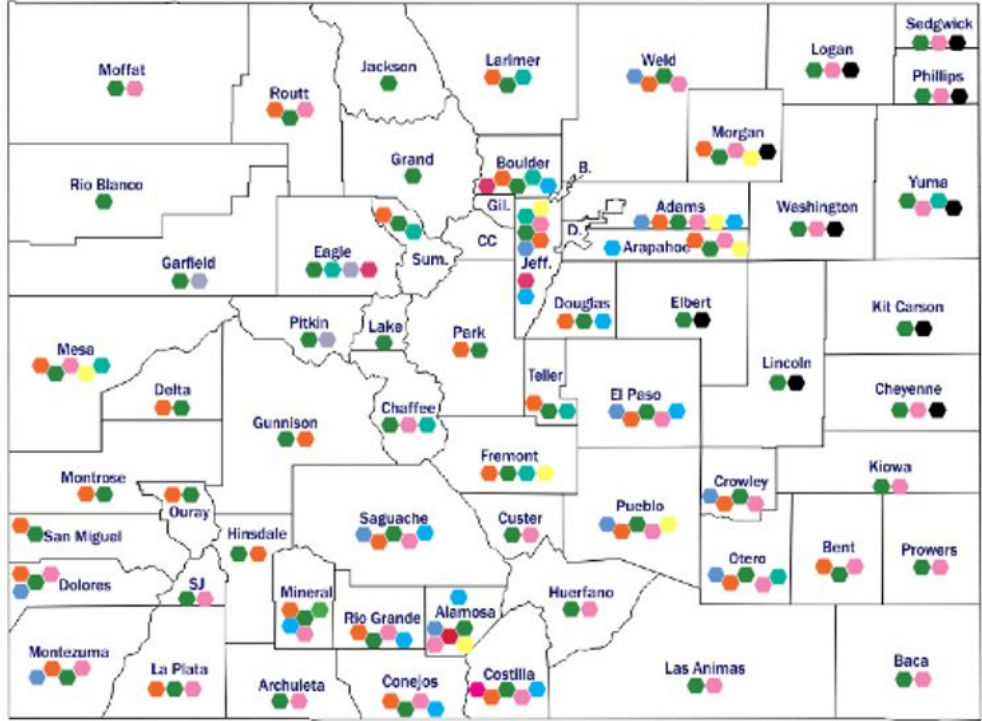 Sedgwick
Moffat
Jackson
Larimer
Weld
Logan
Phillips
Routt
Morgan
Grand
Boulder
B.
Rio Blanco
Yuma
Gil.
Adams
Washington
CC
D.
Arapahoe
Garfield
Eagle
Sum.
Jeff.
Douglas
Elbert
Kit Carson
Pitkin
Lake
Park
Mesa
Lincoln
Teller
Delta
El Paso
Cheyenne
Chaffee
Gunnison
Fremont
Kiowa
Montrose
Crowley
Ouray
Saguache
Custer
Pueblo
San Miguel
Hinsdale
Otero
Bent
Prowers
Dolores
SJ
Mineral
Rio Grande
Alamosa
Huerfano
Montezuma
La Plata
Archuleta
Conejos
Costilla
Las Animas
Baca